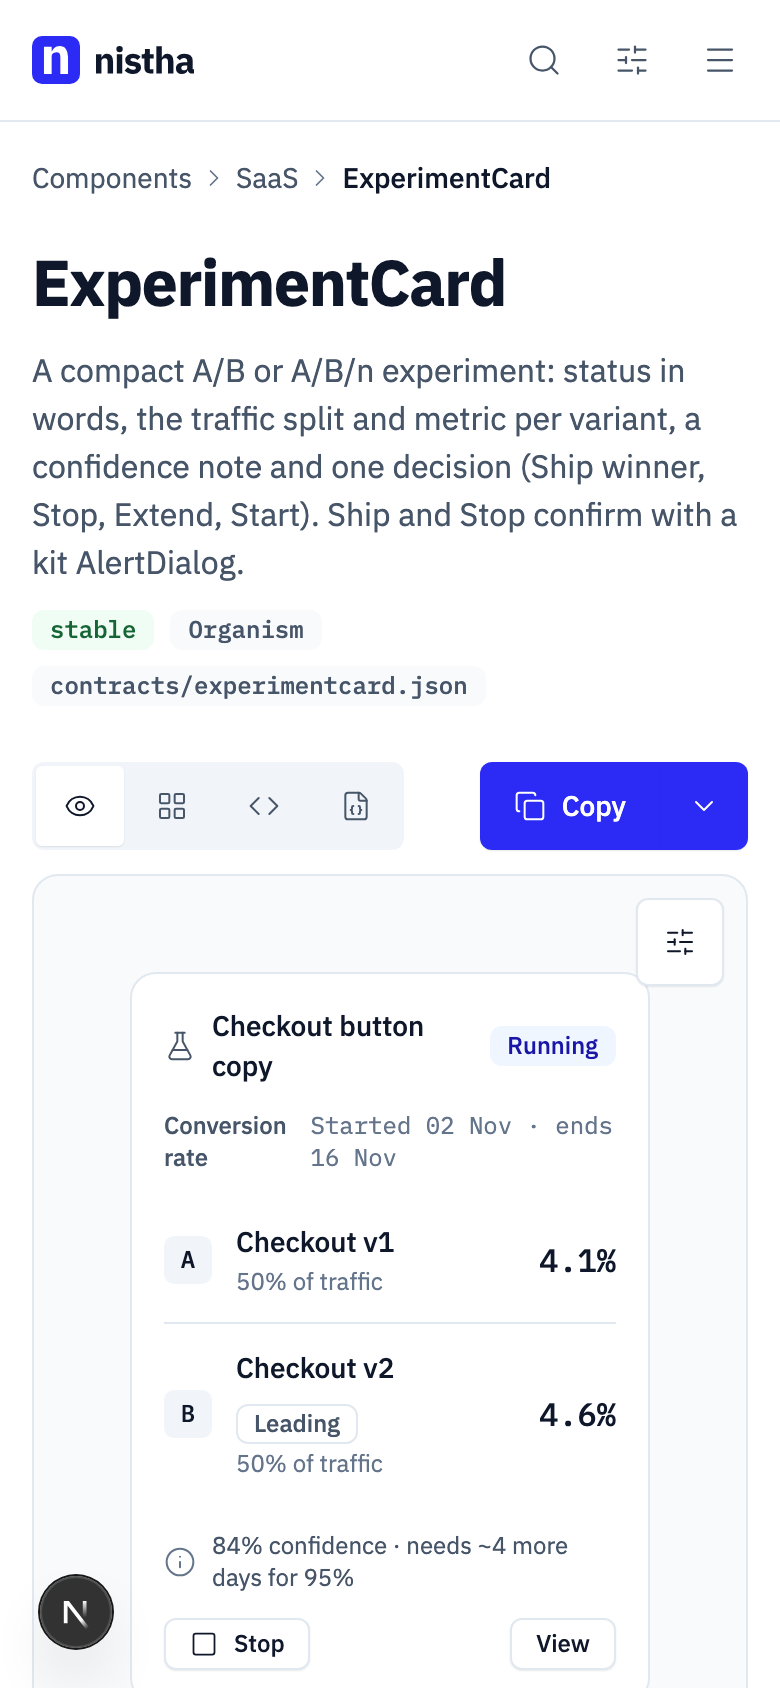 n nistha
Components > SaaS > ExperimentCard
ExperimentCard
A compact A/B or A/B/n experiment: status in
words, the traffic split and metric per variant, a
confidence note and one decision (Ship winner,
Stop, Extend, Start). Ship and Stop confirm with a
kit AlertDialog.
stable Organism
contracts/experimentcard.json
Copy
Checkout button
copy
Running
Conversion
rate
Started 02 Nov · ends
16 Nov
A
Checkout v1
50% of traffic
4.1%
B
Checkout v2
Leading
50% of traffic
4.6%
84% confidence · needs ~4 more
days for 95%
N
Stop
View